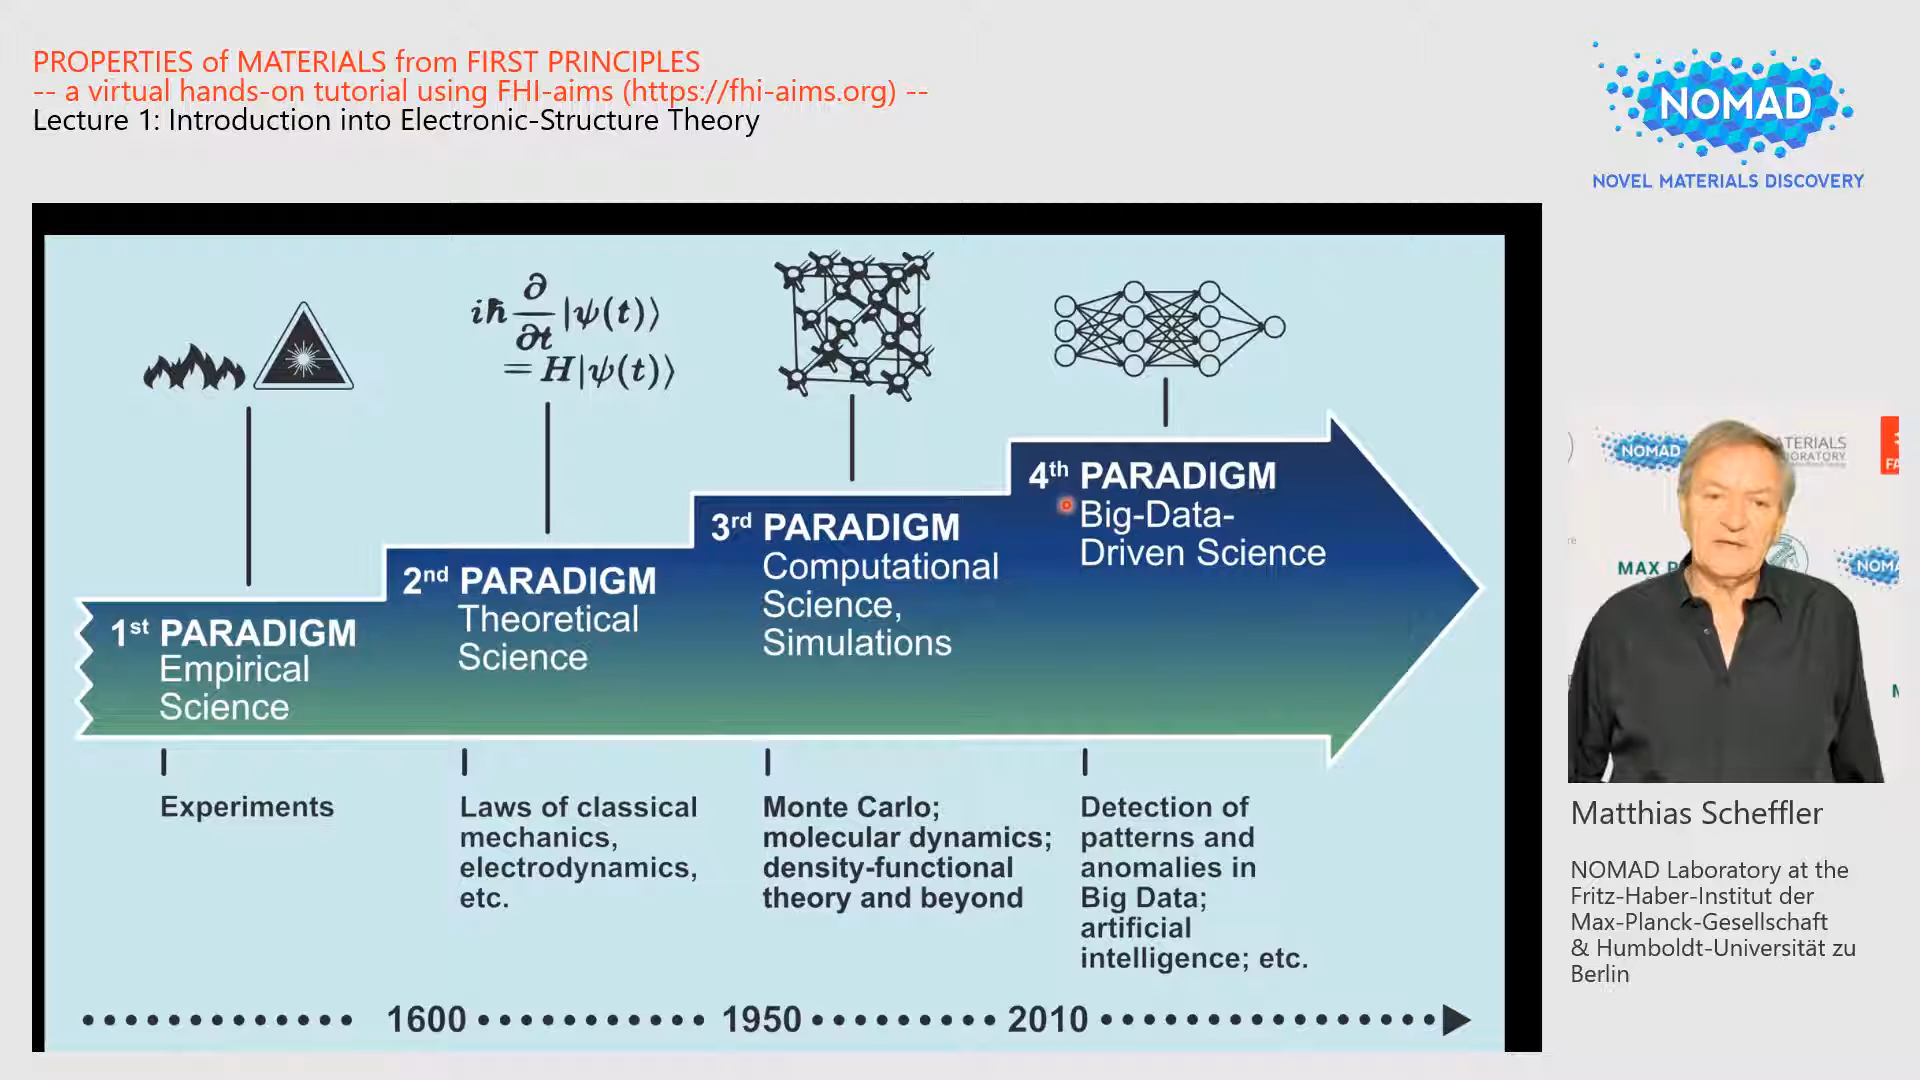 PROPERTIES of MATERIALS from FIRST PRINCIPLES
-- a virtual hands-on tutorial using FHI-aims (https://fhi-aims.org) --
Lecture 1: Introduction into Electronic-Structure Theory
NOMAD
NOVEL MATERIALS DISCOVERY
iħ ∂/∂t |ψ(t)⟩
= H|ψ(t)⟩
1st PARADIGM
Empirical
Science
2nd PARADIGM
Theoretical
Science
3rd PARADIGM
Computational
Science,
Simulations
4th PARADIGM
Big-Data-
Driven Science
Experiments
Laws of classical
mechanics,
electrodynamics,
etc.
Monte Carlo;
molecular dynamics;
density-functional
theory and beyond
Detection of
patterns and
anomalies in
Big Data;
artificial
intelligence; etc.
1600
1950
2010
NOMAD
MAX
Matthias Scheffler
NOMAD Laboratory at the
Fritz-Haber-Institut der
Max-Planck-Gesellschaft
& Humboldt-Universität zu
Berlin